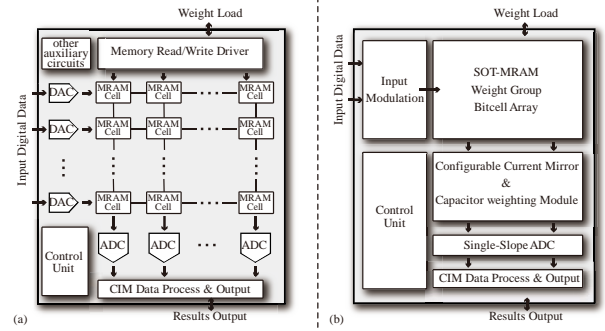 Weight Load
other
auxiliary
circuits
Memory Read/Write Driver
Input Digital Data
DAC
MRAM
Cell
MRAM
Cell
MRAM
Cell
DAC
MRAM
Cell
MRAM
Cell
MRAM
Cell
DAC
MRAM
Cell
MRAM
Cell
MRAM
Cell
Control
Unit
ADC
ADC
ADC
CIM Data Process & Output
(a)
Results Output
Weight Load
Input Digital Data
Input
Modulation
SOT-MRAM
Weight Group
Bitcell Array
Control
Unit
Configurable Current Mirror
&
Capacitor weighting Module
Single-Slope ADC
CIM Data Process & Output
(b)
Results Output